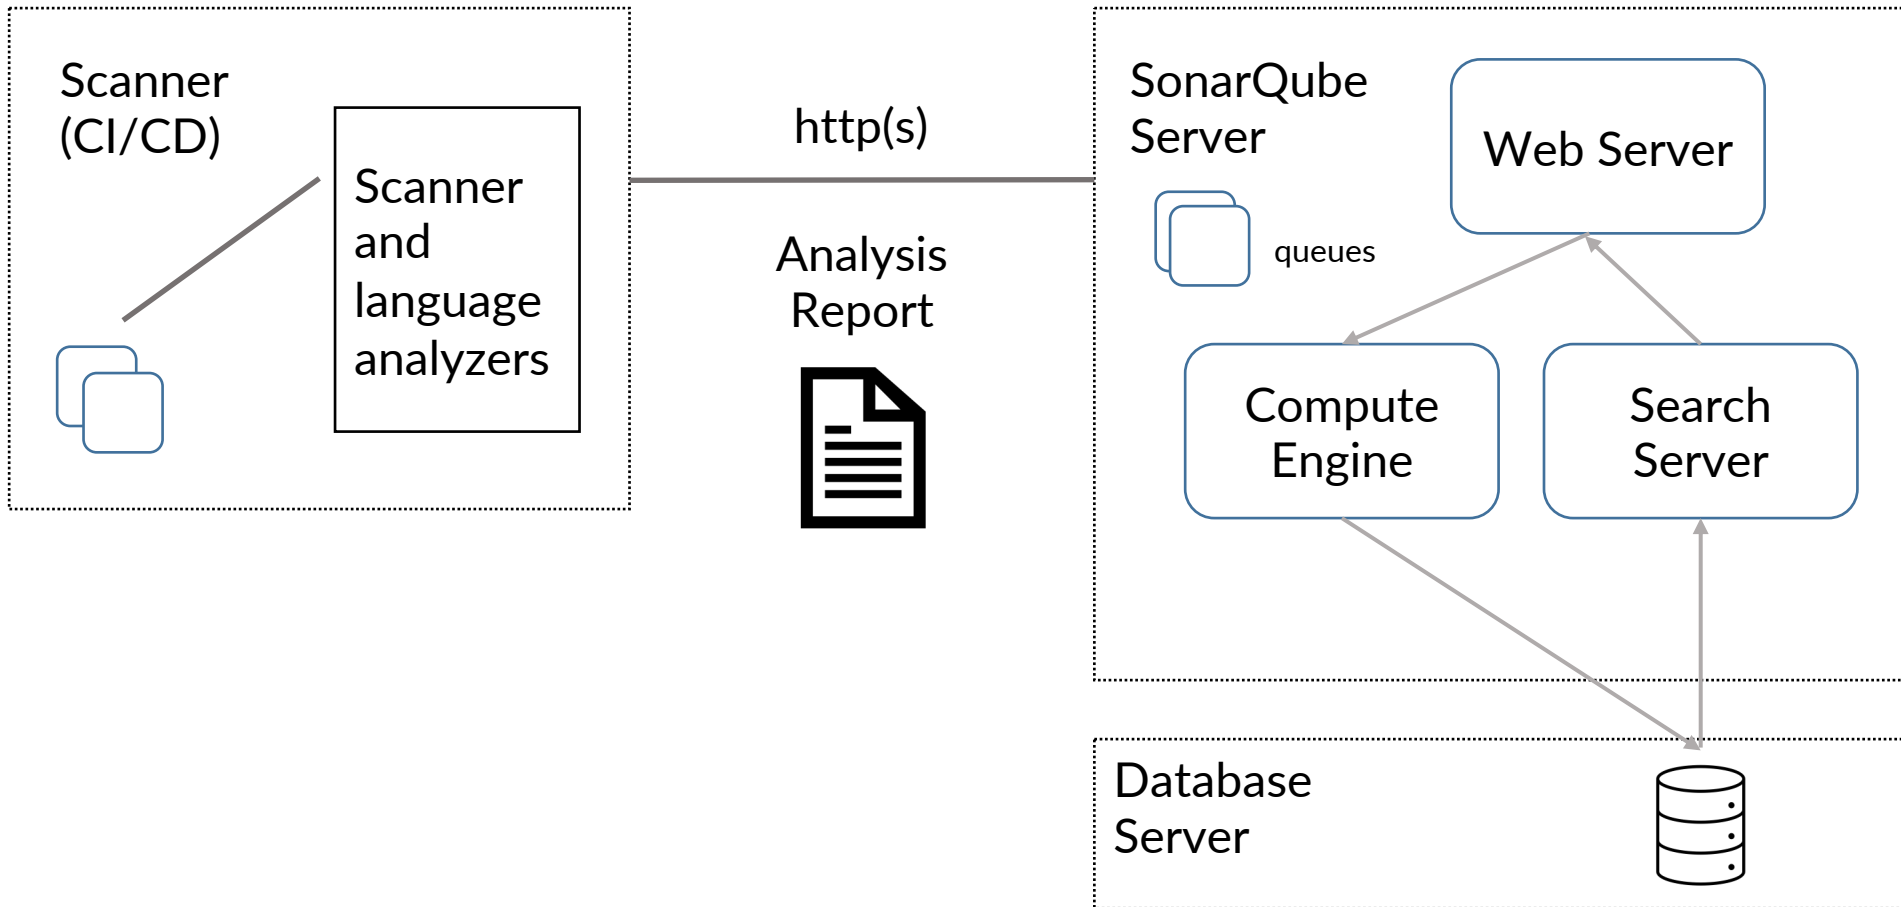 Scanner
(CI/CD)
Scanner
and
language
analyzers
http(s)
Analysis
Report
SonarQube
Server
queues
Web Server
Compute
Engine
Search
Server
Database
Server